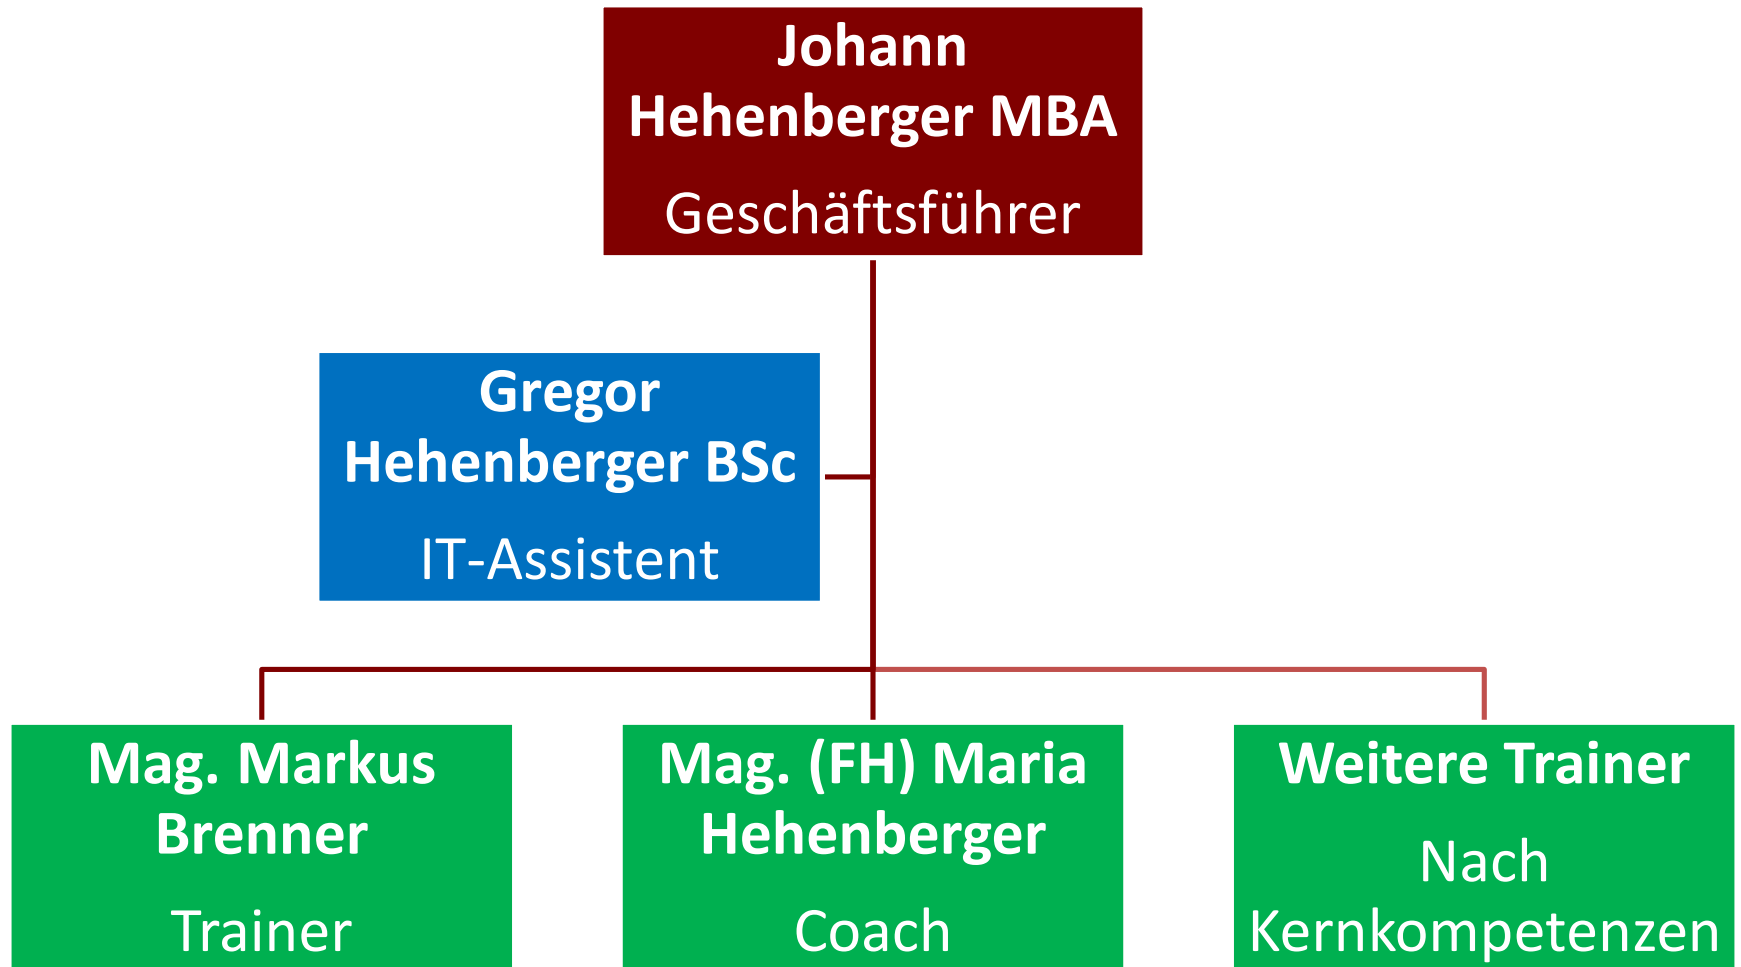 Johann
Hehenberger MBA
Geschäftsführer
Gregor
Hehenberger BSc
IT-Assistent
Mag. Markus
Brenner
Trainer
Mag. (FH) Maria
Hehenberger
Coach
Weitere Trainer
Nach
Kernkompetenzen